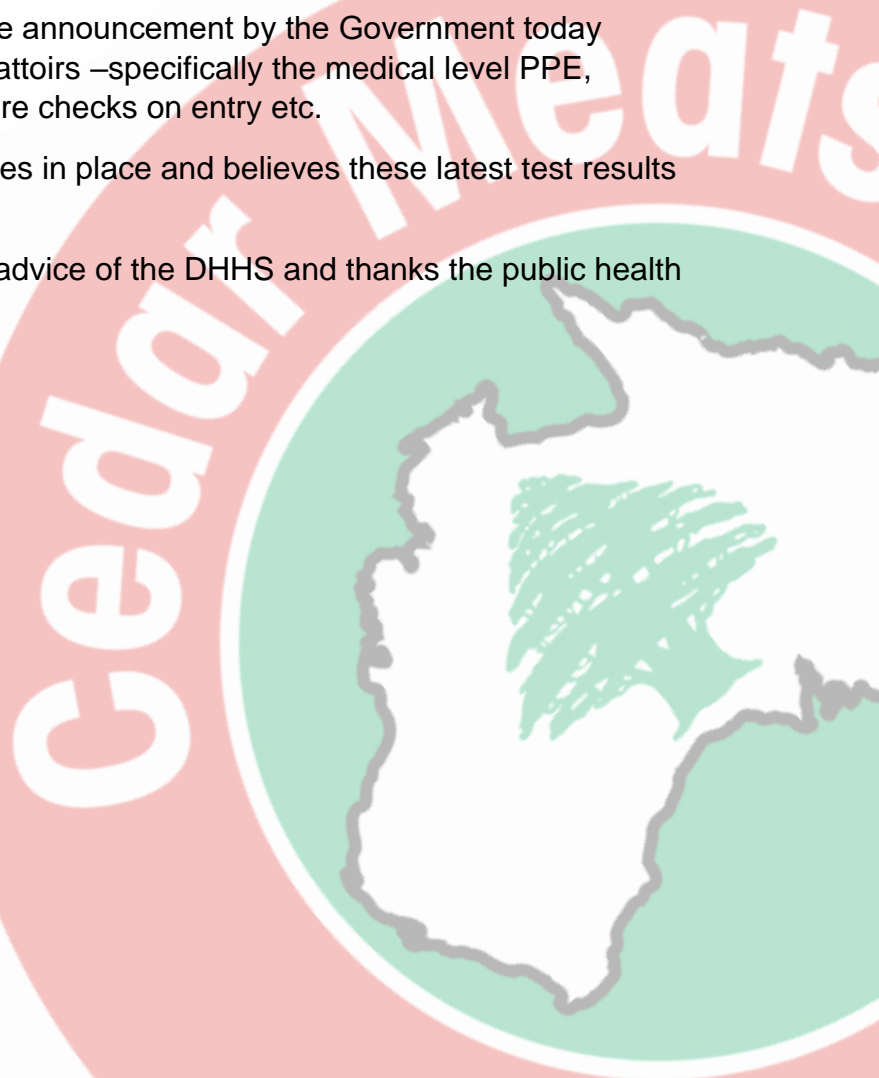 e announcement by the Government today
attoirs –specifically the medical level PPE,
re checks on entry etc.
es in place and believes these latest test results
advice of the DHHS and thanks the public health
Cedar Meats